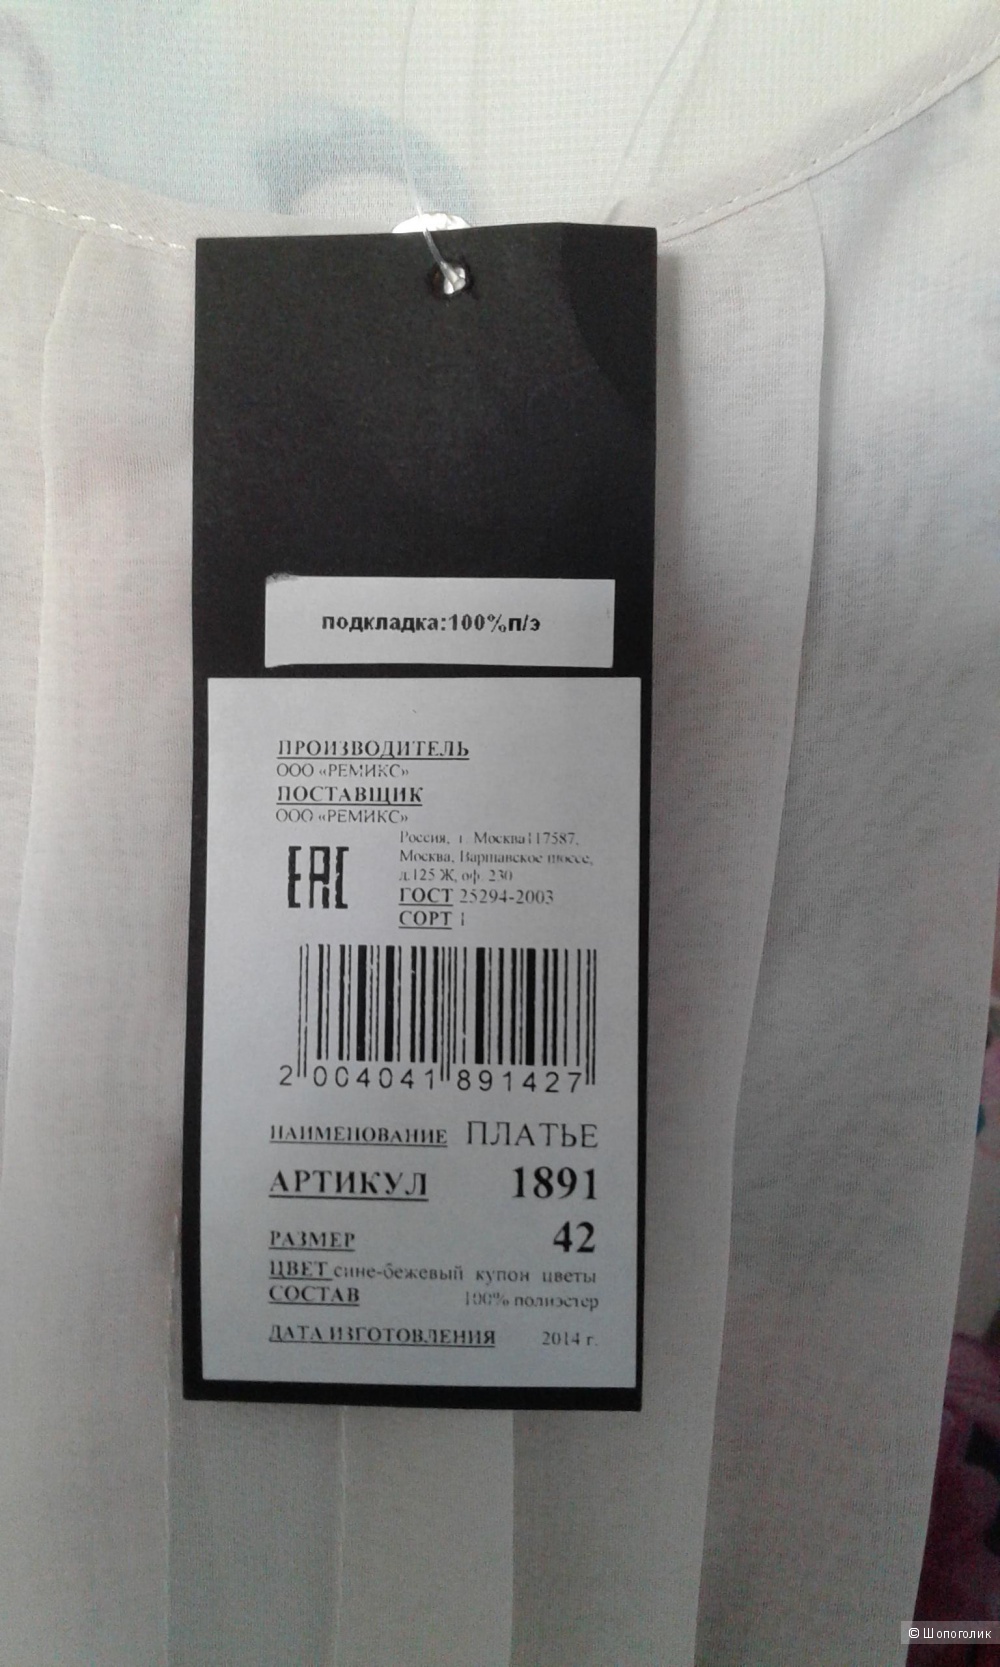 подкладка:100%п/э
ПРОИЗВОДИТЕЛЬ
ООО «РЕМИКС»
ПОСТАВЩИК
ООО «РЕМИКС»
Россия, г. Москва117587,
Москва, Варшавское шоссе,
д.125 Ж, оф. 230
EAC
ГОСТ 25294-2003
СОРТ 1
2 004041 891427
НАИМЕНОВАНИЕ ПЛАТЬЕ
АРТИКУЛ 1891
РАЗМЕР 42
ЦВЕТ сине-бежевый купон цветы
СОСТАВ 100% полиэстер
ДАТА ИЗГОТОВЛЕНИЯ 2014 г.
© Шопоголик